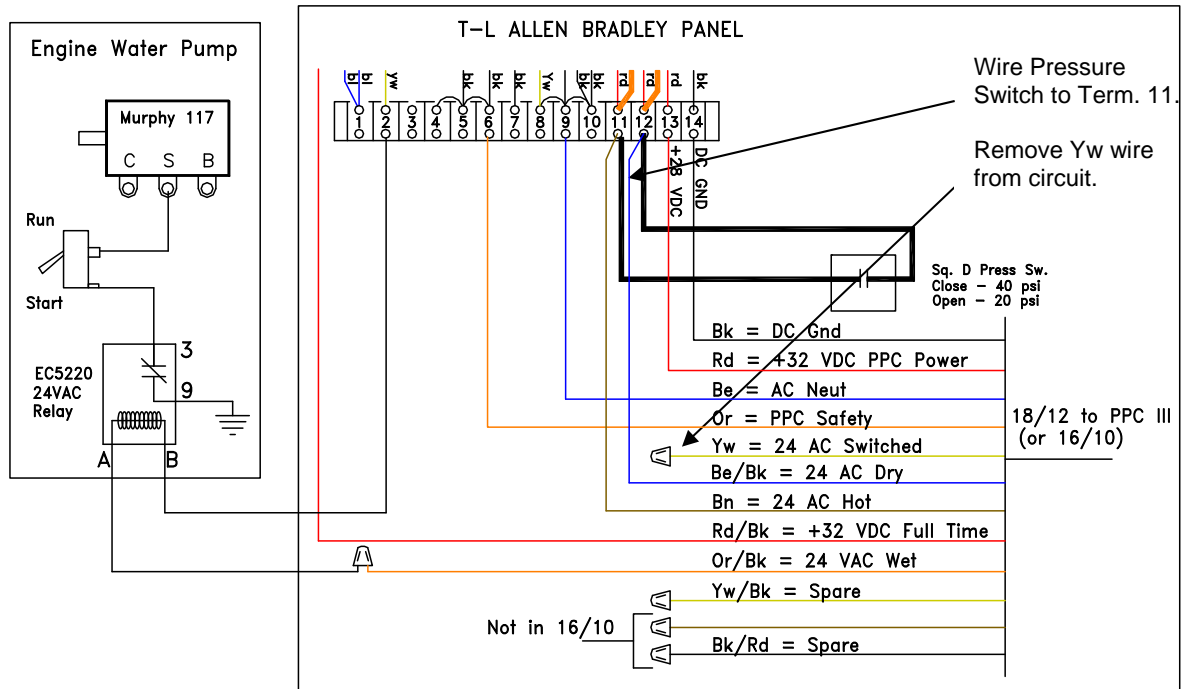 T-L ALLEN BRADLEY PANEL
Engine Water Pump
Murphy 117
C S B
Run
Start
EC5220
24VAC
Relay
3
9
A B
bl bl yw bk bk bk Yw bk bk rd rd rd bk
1 2 3 4 5 6 7 8 9 10 11 12 13 14
+28 VDC
DC GND
Wire Pressure
Switch to Term. 11.
Remove Yw wire
from circuit.
Sq. D Press Sw.
Close - 40 psi
Open - 20 psi
Bk = DC Gnd
Rd = +32 VDC PPC Power
Be = AC Neut
Or = PPC Safety
Yw = 24 AC Switched
Be/Bk = 24 AC Dry
Bn = 24 AC Hot
Rd/Bk = +32 VDC Full Time
Or/Bk = 24 VAC Wet
Yw/Bk = Spare
Bk/Rd = Spare
Not in 16/10
18/12 to PPC III
(or 16/10)